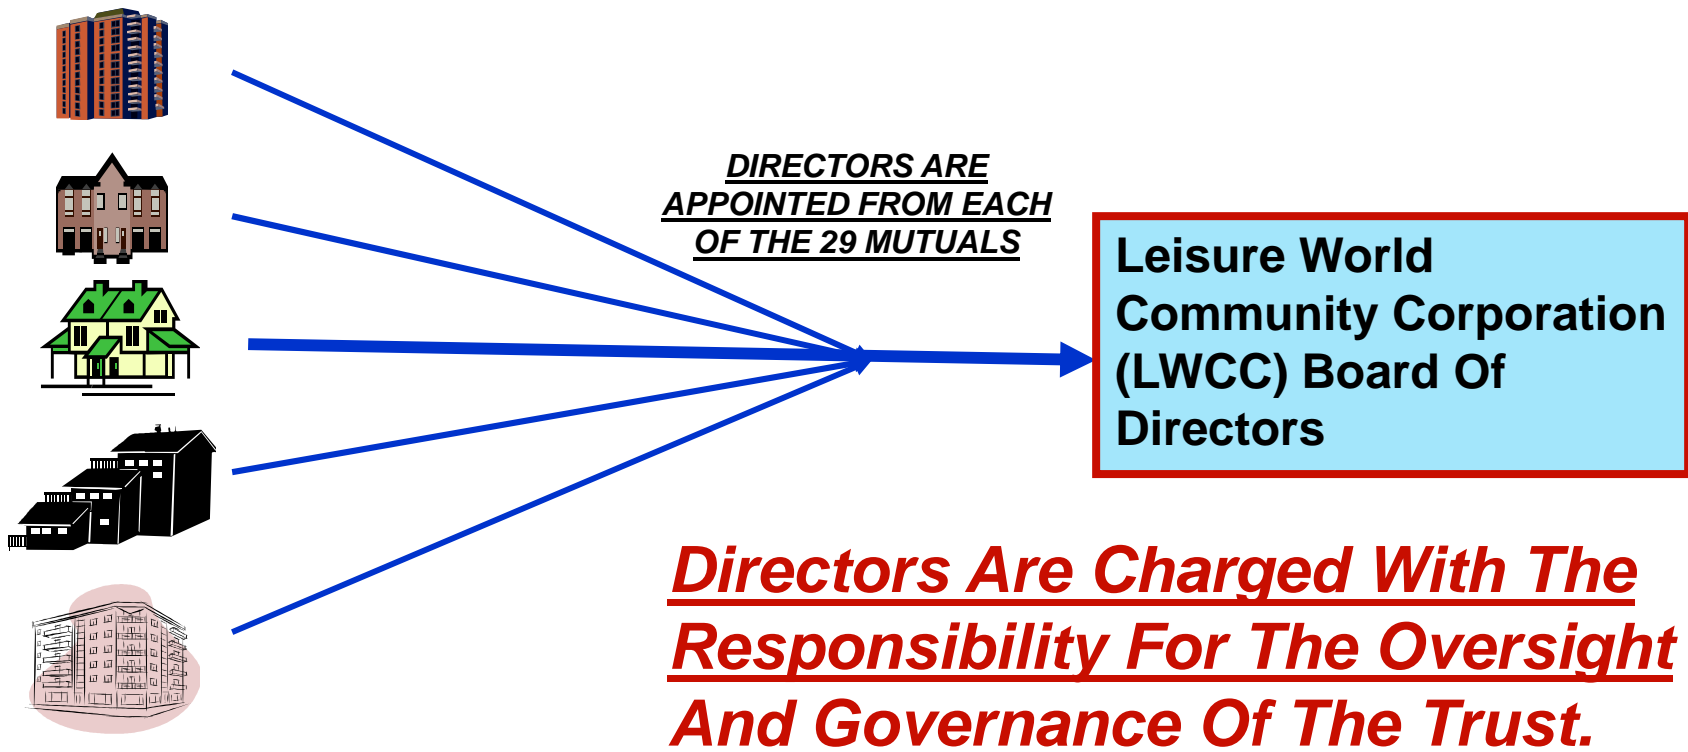 DIRECTORS ARE
APPOINTED FROM EACH
OF THE 29 MUTUALS
Leisure World
Community Corporation
(LWCC) Board Of
Directors
Directors Are Charged With The
Responsibility For The Oversight
And Governance Of The Trust.